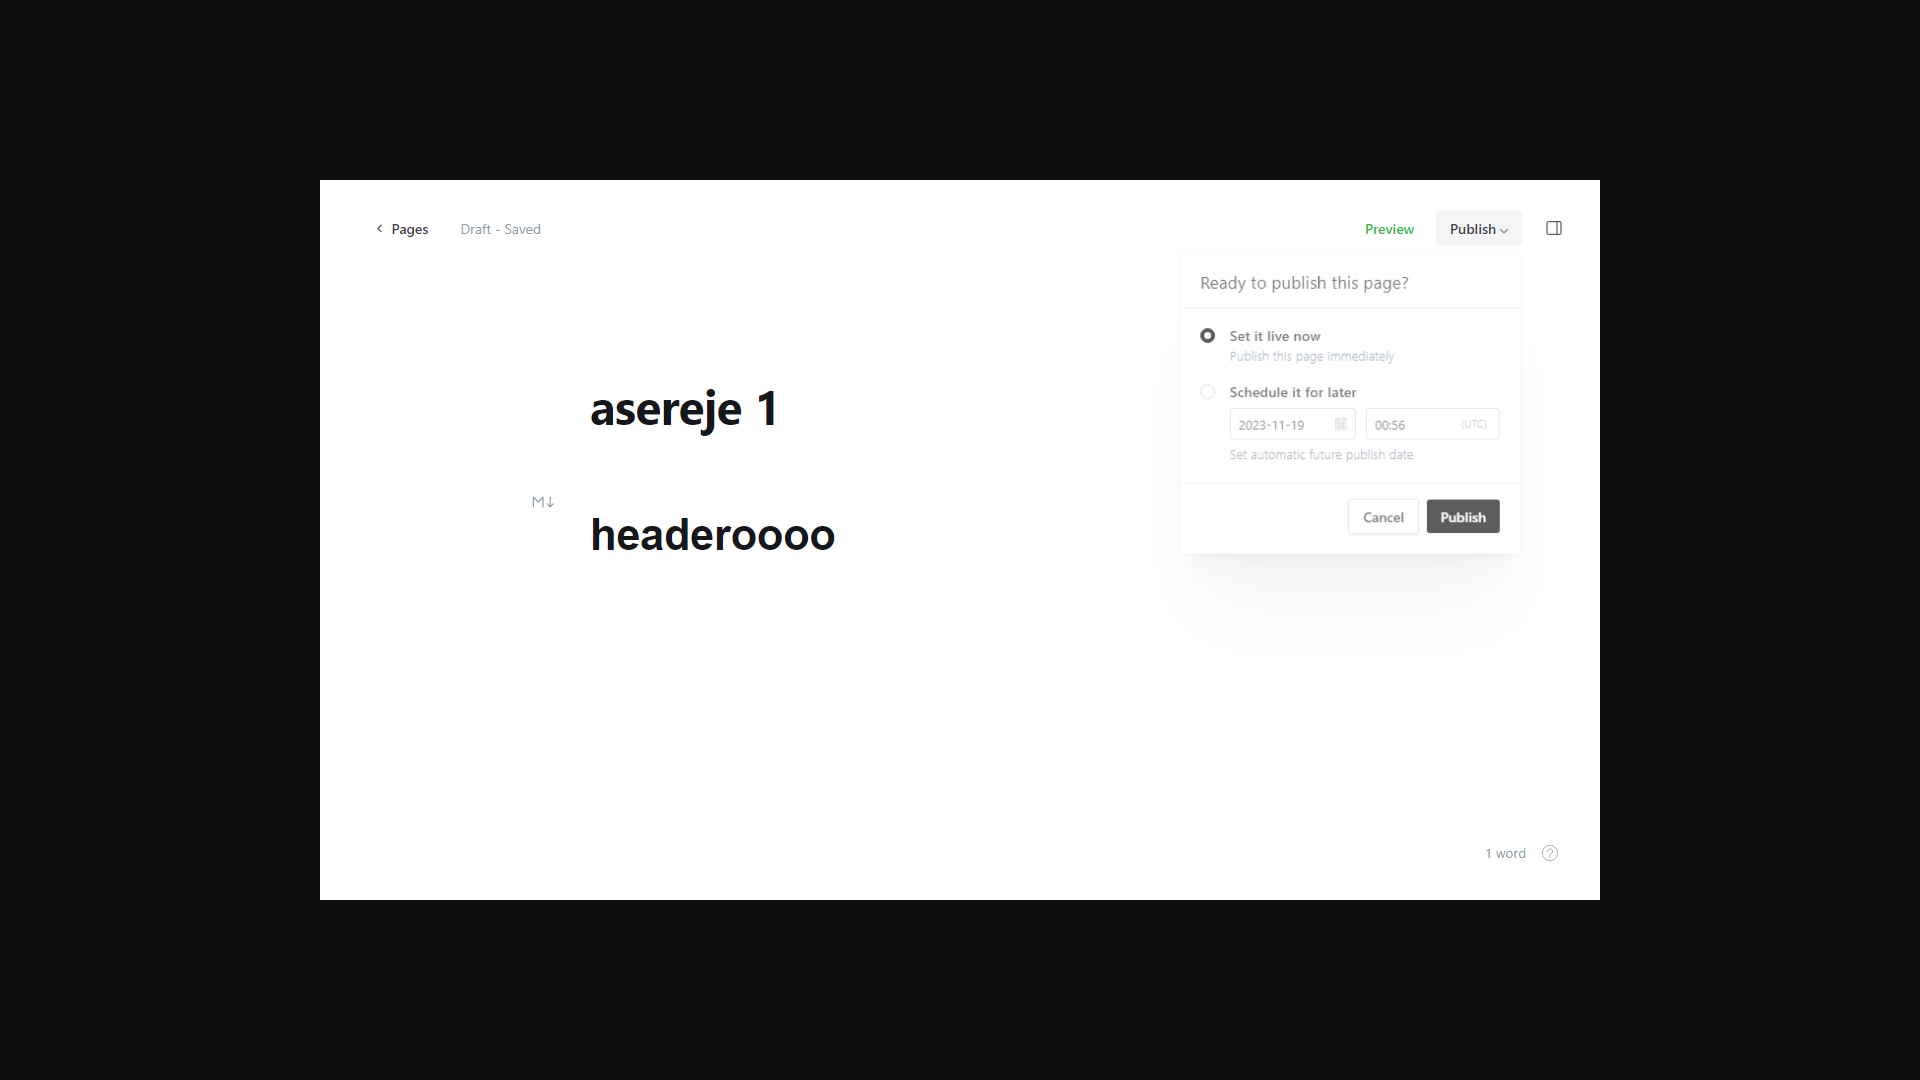 Pages
Draft - Saved
Preview
Publish
Ready to publish this page?
Set it live now
Publish this page immediately
Schedule it for later
2023-11-19
00:56
(UTC)
Set automatic future publish date
Cancel
Publish
asereje 1
M↓
headeroooo
1 word
?